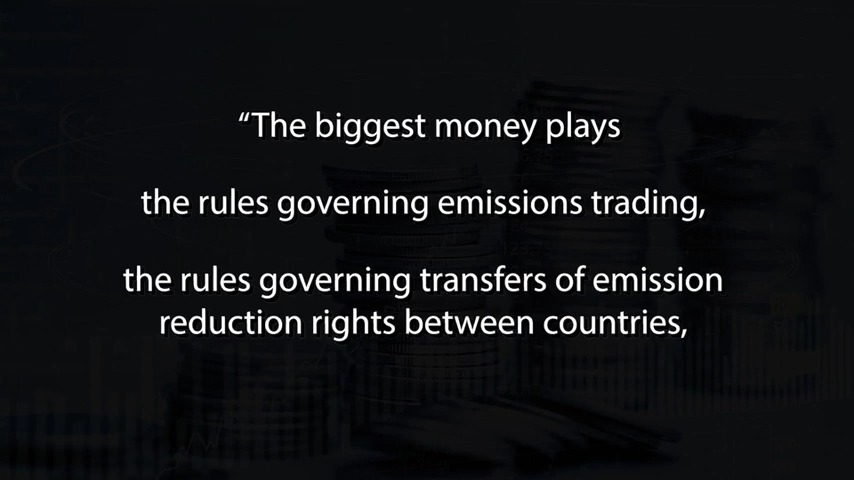 “The biggest money plays
the rules governing emissions trading,
the rules governing transfers of emission
reduction rights between countries,